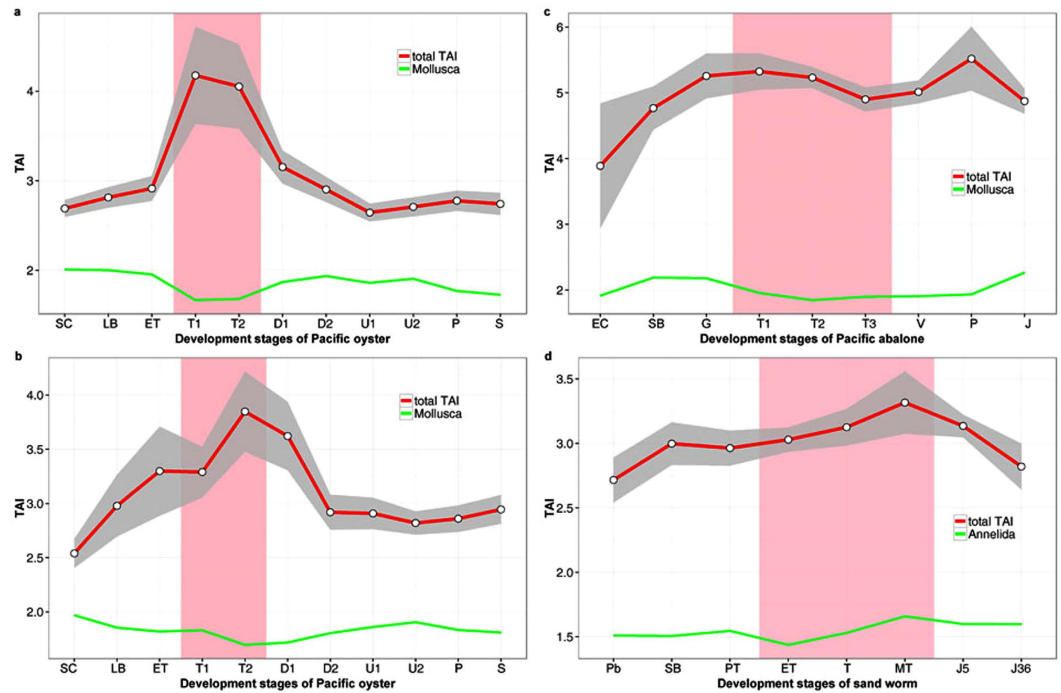 a
4
3
2
TAI
total TAI
Mollusca
SC LB ET T1 T2 D1 D2 U1 U2 P S
Development stages of Pacific oyster
b
4.0
3.5
3.0
2.5
2.0
TAI
total TAI
Mollusca
SC LB ET T1 T2 D1 D2 U1 U2 P S
Development stages of Pacific oyster
c
6
5
4
3
2
TAI
total TAI
Mollusca
EC SB G T1 T2 T3 V P J
Development stages of Pacific abalone
d
3.5
3.0
2.5
2.0
1.5
TAI
total TAI
Annelida
Pb SB PT ET T MT J5 J36
Development stages of sand worm